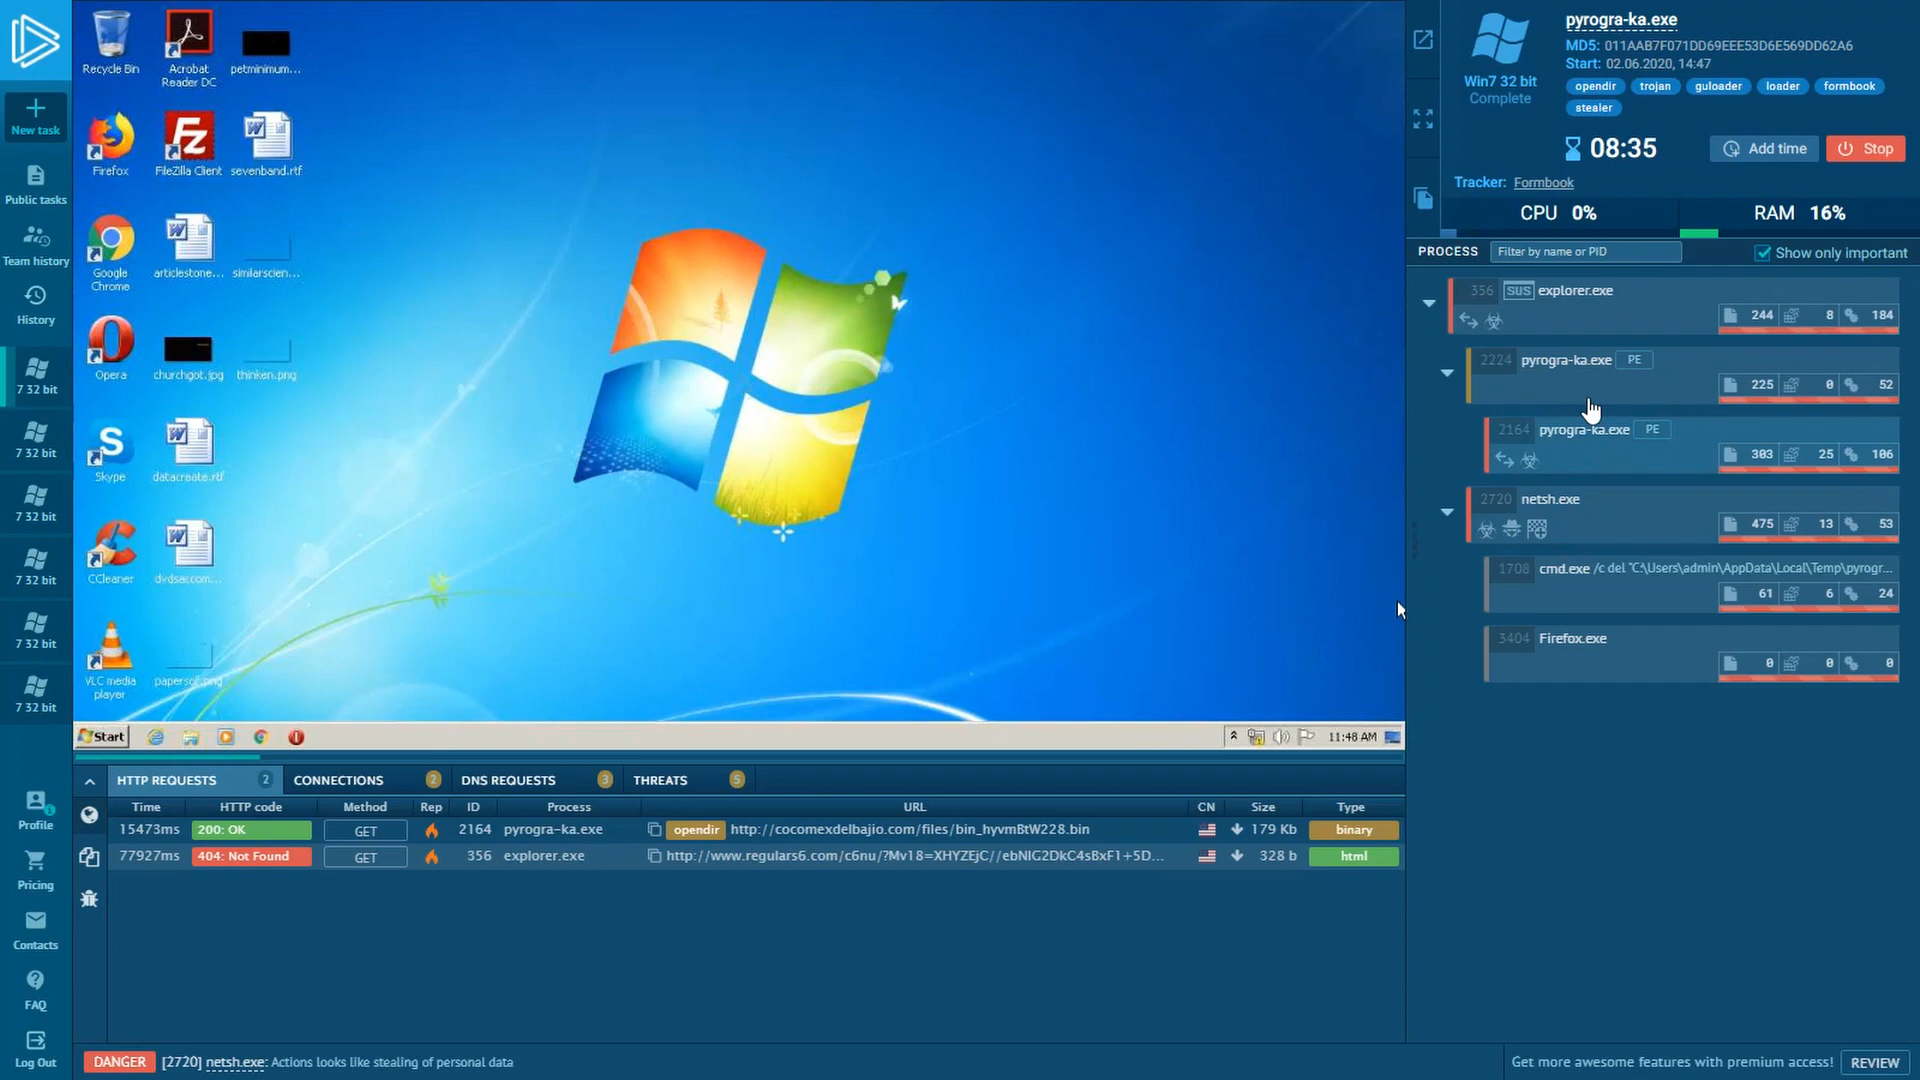 New task
Public tasks
Team history
History
7 32 bit
7 32 bit
7 32 bit
7 32 bit
7 32 bit
7 32 bit
Profile
Pricing
Contacts
FAQ
Log Out
Recycle Bin
Acrobat Reader DC
petminimum...
Firefox
FileZilla Client
sevenband.rtf
Google Chrome
articlestone...
similarscien...
Opera
churchgot.jpg
thinken.png
Skype
datacreate.rtf
CCleaner
dvdsaccom...
VLC media player
papersoft.png
Start
11:48 AM
Win7 32 bit
Complete
pyrogra-ka.exe
MD5: 011AAB7F071DD69EEE53D6E569DD62A6
Start: 02.06.2020, 14:47
opendir trojan guloader loader formbook
stealer
08:35
Add time
Stop
Tracker: Formbook
CPU 0%
RAM 16%
PROCESS
Filter by name or PID
Show only important
356 SUS explorer.exe
244 8 184
2224 pyrogra-ka.exe PE
225 0 52
2164 pyrogra-ka.exe PE
303 25 106
2720 netsh.exe
475 13 53
1708 cmd.exe /c del "C:\Users\admin\AppData\Local\Temp\pyrogr...
61 6 24
3404 Firefox.exe
0 0 0
HTTP REQUESTS 2 CONNECTIONS 2 DNS REQUESTS 3 THREATS 5
Time HTTP code Method Rep ID Process URL CN Size Type
15473ms 200: OK GET 2164 pyrogra-ka.exe opendir http://cocomexdelbajio.com/files/bin_hyvmBtW228.bin 179 Kb binary
77927ms 404: Not Found GET 356 explorer.exe http://www.regulars6.com/c6nu/?Mv18=XHYZEjC//ebNIG2DkC4sBxF1+5D... 328 b html
DANGER [2720] netsh.exe: Actions looks like stealing of personal data
Get more awesome features with premium access! REVIEW